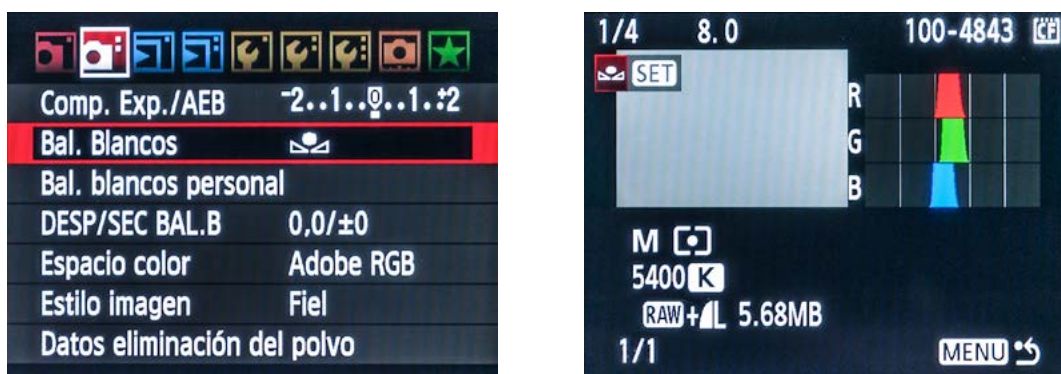 Comp. Exp./AEB -2..1..0..1.:+2
Bal. Blancos
Bal. blancos personal
DESP/SEC BAL.B 0,0/±0
Espacio color Adobe RGB
Estilo imagen Fiel
Datos eliminación del polvo
1/4 8.0 100-4843 CF
SET
R
G
B
M
5400 K
RAW+L 5.68MB
1/1 MENU